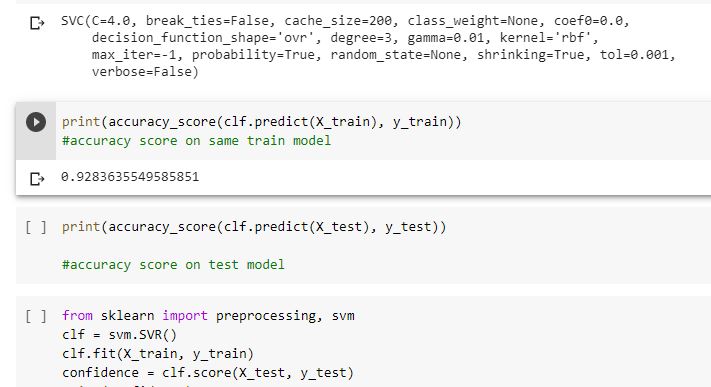 SVC(C=4.0, break_ties=False, cache_size=200, class_weight=None, coef0=0.0,
decision_function_shape='ovr', degree=3, gamma=0.01, kernel='rbf',
max_iter=-1, probability=True, random_state=None, shrinking=True, tol=0.001,
verbose=False)
print(accuracy_score(clf.predict(X_train), y_train))
#accuracy score on same train model
0.9283635549585851
[ ] print(accuracy_score(clf.predict(X_test), y_test))
#accuracy score on test model
[ ] from sklearn import preprocessing, svm
clf = svm.SVR()
clf.fit(X_train, y_train)
confidence = clf.score(X_test, y_test)